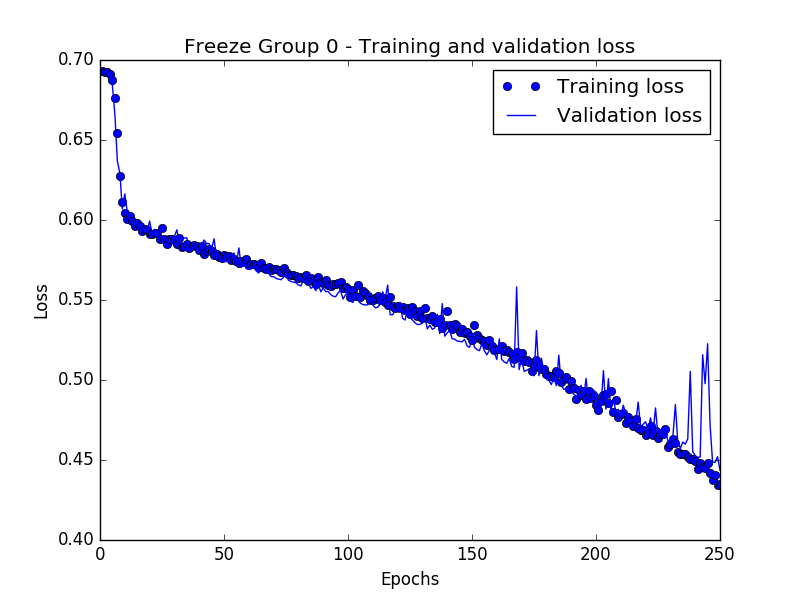 Freeze Group 0 - Training and validation loss
Training loss
Validation loss
0.70
0.65
0.60
0.55
0.50
0.45
0.40
Loss
0 50 100 150 200 250
Epochs